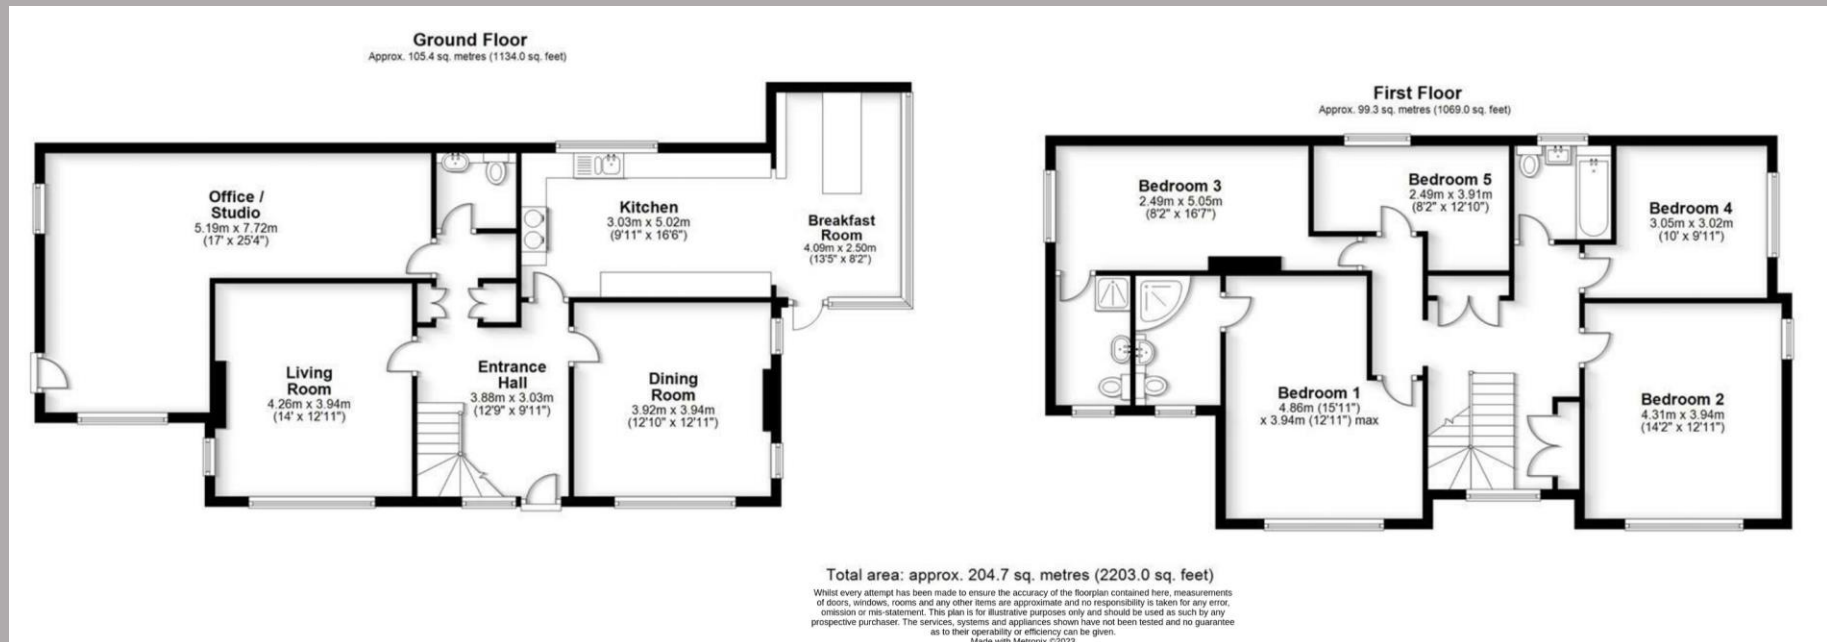 Ground Floor
Approx. 105.4 sq. metres (1134.0 sq. feet)
Office /
Studio
5.19m x 7.72m
(17' x 25'4")
Kitchen
3.03m x 5.02m
(9'11" x 16'6")
Breakfast
Room
4.09m x 2.50m
(13'5" x 8'2")
Living
Room
4.26m x 3.94m
(14' x 12'11")
Entrance
Hall
3.88m x 3.03m
(12'9" x 9'11")
Dining
Room
3.92m x 3.94m
(12'10" x 12'11")
First Floor
Approx. 99.3 sq. metres (1069.0 sq. feet)
Bedroom 3
2.49m x 5.05m
(8'2" x 16'7")
Bedroom 5
2.49m x 3.91m
(8'2" x 12'10")
Bedroom 4
3.05m x 3.02m
(10' x 9'11")
Bedroom 1
4.86m (15'11")
x 3.94m (12'11") max
Bedroom 2
4.31m x 3.94m
(14'2" x 12'11")
Total area: approx. 204.7 sq. metres (2203.0 sq. feet)
Whilst every attempt has been made to ensure the accuracy of the floorplan contained here, measurements
of doors, windows, rooms and any other items are approximate and no responsibility is taken for any error,
omission or mis-statement. This plan is for illustrative purposes only and should be used as such by any
prospective purchaser. The services, systems and appliances shown have not been tested and no guarantee
as to their operability or efficiency can be given.
Made with Metropix ©2023